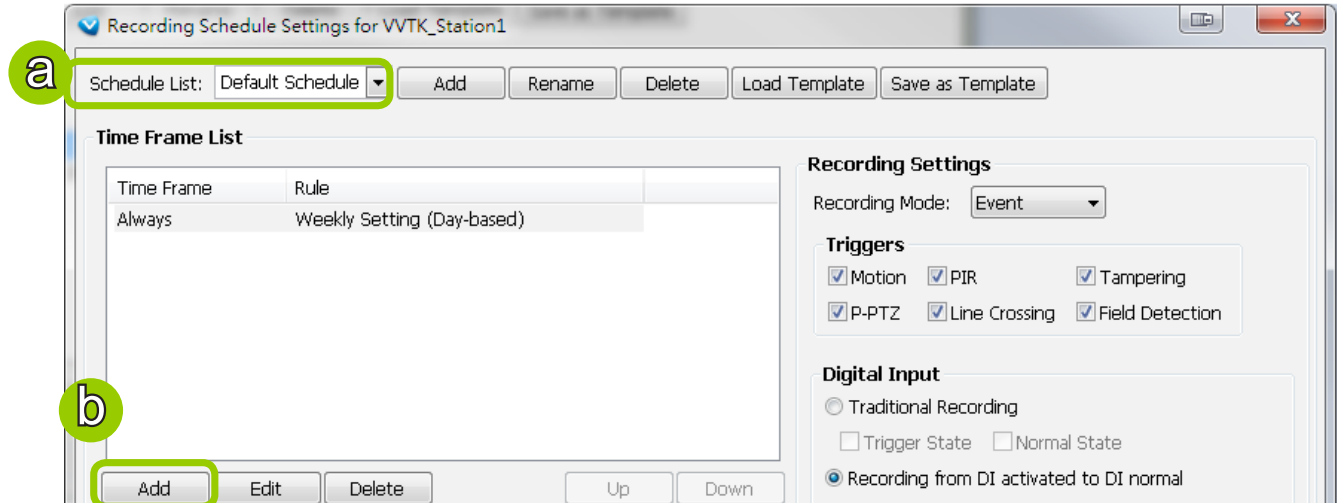 Recording Schedule Settings for VVTK_Station1
a
Schedule List: Default Schedule Add Rename Delete Load Template Save as Template
Time Frame List
Time Frame Rule
Always Weekly Setting (Day-based)
b
Add Edit Delete Up Down
Recording Settings
Recording Mode: Event
Triggers
Motion PIR Tampering
P-PTZ Line Crossing Field Detection
Digital Input
Traditional Recording
Trigger State Normal State
Recording from DI activated to DI normal